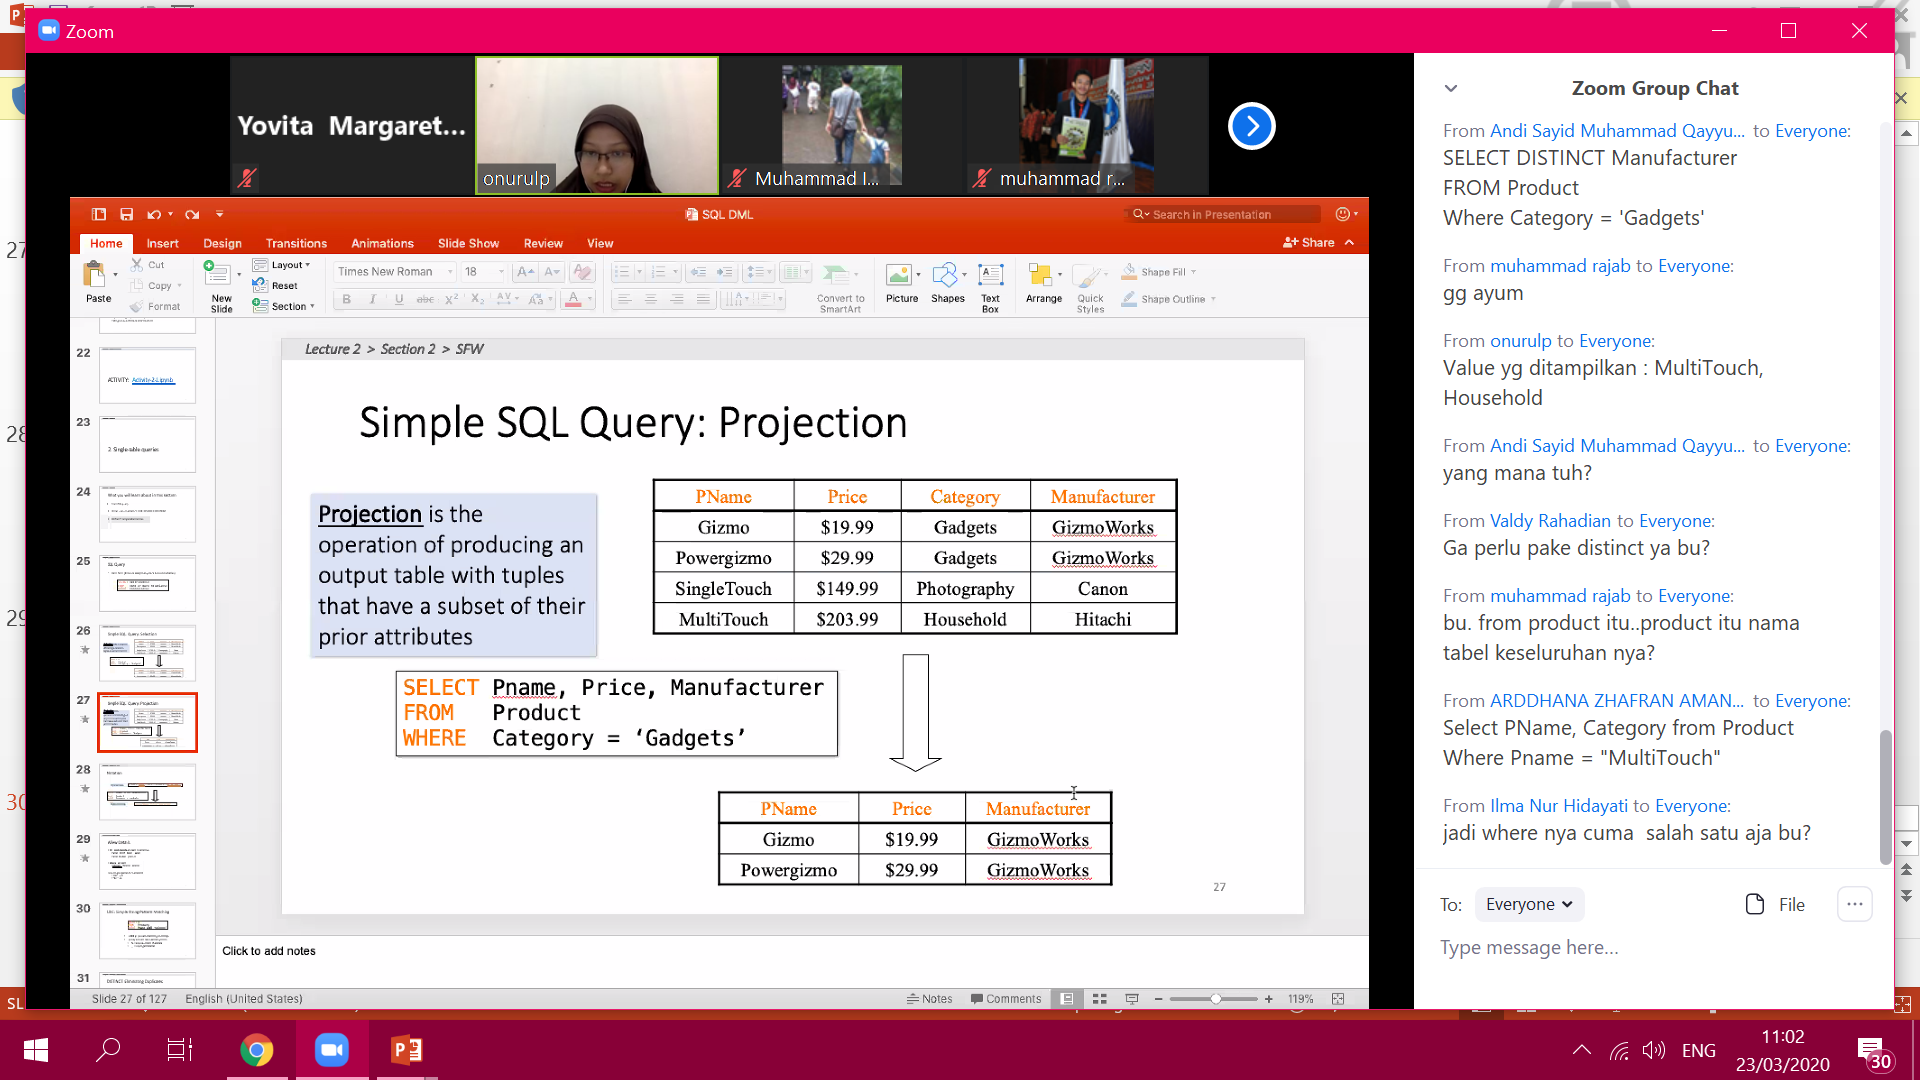 Zoom
Yovita Margaret...
onurulp
Muhammad I...
muhammad r...
SQL DML
Search in Presentation
Home Insert Design Transitions Animations Slide Show Review View
Share
Paste
Cut
Copy
Format
New Slide
Layout
Reset
Section
Times New Roman
18
Convert to SmartArt
Picture
Shapes
Text Box
Arrange
Quick Styles
Shape Fill
Shape Outline
22
ACTIVITY: Activity-2-1.ipynb
23
2. Single-table queries
24
25
26
27
28
29
30
31
Lecture 2 > Section 2 > SFW
Simple SQL Query: Projection
Projection is the
operation of producing an
output table with tuples
that have a subset of their
prior attributes
PName Price Category Manufacturer
Gizmo $19.99 Gadgets GizmoWorks
Powergizmo $29.99 Gadgets GizmoWorks
SingleTouch $149.99 Photography Canon
MultiTouch $203.99 Household Hitachi
SELECT Pname, Price, Manufacturer
FROM Product
WHERE Category = ‘Gadgets’
PName Price Manufacturer
Gizmo $19.99 GizmoWorks
Powergizmo $29.99 GizmoWorks
27
Click to add notes
Slide 27 of 127
English (United States)
Notes
Comments
119%
Zoom Group Chat
From Andi Sayid Muhammad Qayyu... to Everyone:
SELECT DISTINCT Manufacturer
FROM Product
Where Category = 'Gadgets'
From muhammad rajab to Everyone:
gg ayum
From onurulp to Everyone:
Value yg ditampilkan : MultiTouch,
Household
From Andi Sayid Muhammad Qayyu... to Everyone:
yang mana tuh?
From Valdy Rahadian to Everyone:
Ga perlu pake distinct ya bu?
From muhammad rajab to Everyone:
bu. from product itu..product itu nama
tabel keseluruhan nya?
From ARDDHANA ZHAFRAN AMAN... to Everyone:
Select PName, Category from Product
Where Pname = "MultiTouch"
From Ilma Nur Hidayati to Everyone:
jadi where nya cuma salah satu aja bu?
To: Everyone
File
Type message here...
27
28
29
30
SL
ENG
11:02
23/03/2020
30